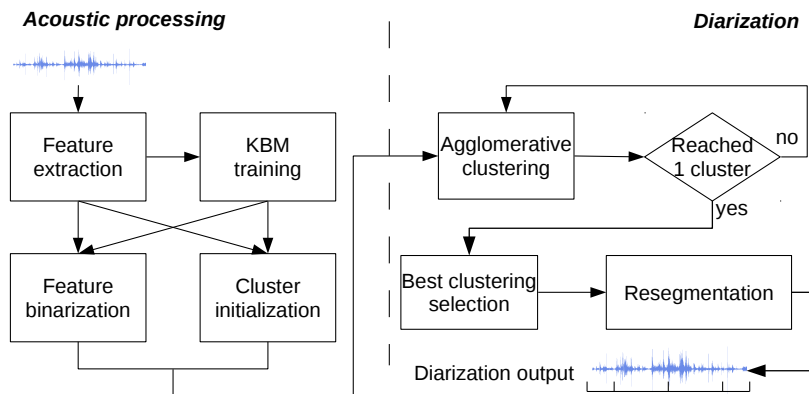 Acoustic processing
Diarization
Feature
extraction
KBM
training
Feature
binarization
Cluster
initialization
Agglomerative
clustering
Reached
1 cluster
no
yes
Best clustering
selection
Resegmentation
Diarization output